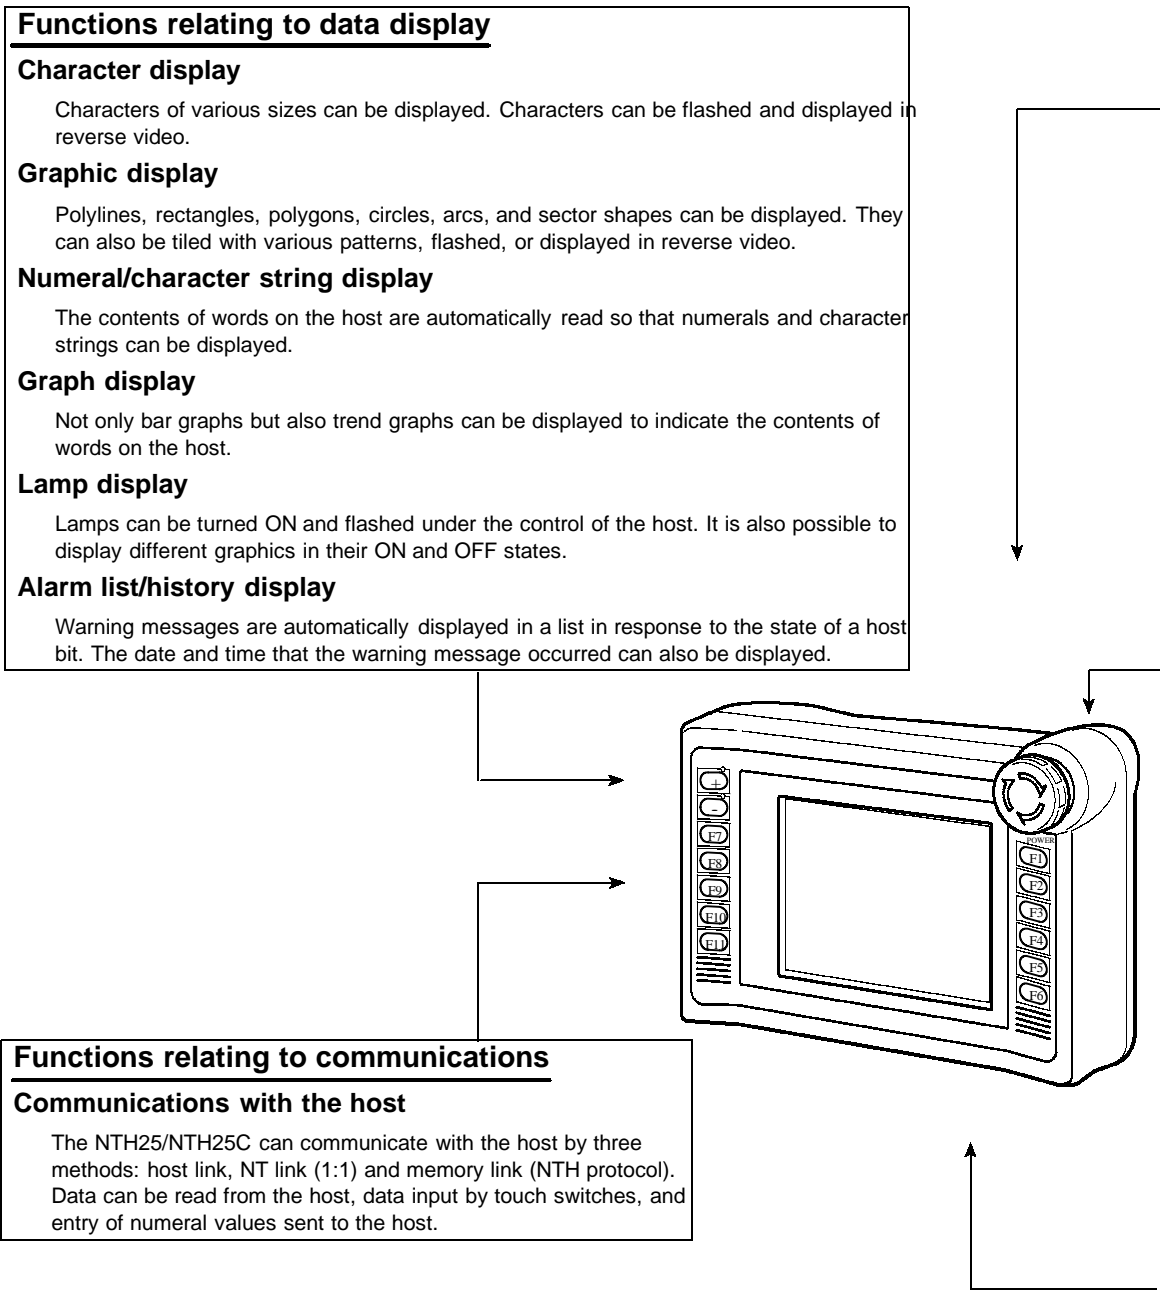 Functions relating to data display
Character display
Characters of various sizes can be displayed. Characters can be flashed and displayed in
reverse video.
Graphic display
Polylines, rectangles, polygons, circles, arcs, and sector shapes can be displayed. They
can also be tiled with various patterns, flashed, or displayed in reverse video.
Numeral/character string display
The contents of words on the host are automatically read so that numerals and character
strings can be displayed.
Graph display
Not only bar graphs but also trend graphs can be displayed to indicate the contents of
words on the host.
Lamp display
Lamps can be turned ON and flashed under the control of the host. It is also possible to
display different graphics in their ON and OFF states.
Alarm list/history display
Warning messages are automatically displayed in a list in response to the state of a host
bit. The date and time that the warning message occurred can also be displayed.
+
-
F7
F8
F9
F10
F11
POWER
F1
F2
F3
F4
F5
F6
Functions relating to communications
Communications with the host
The NTH25/NTH25C can communicate with the host by three
methods: host link, NT link (1:1) and memory link (NTH protocol).
Data can be read from the host, data input by touch switches, and
entry of numeral values sent to the host.